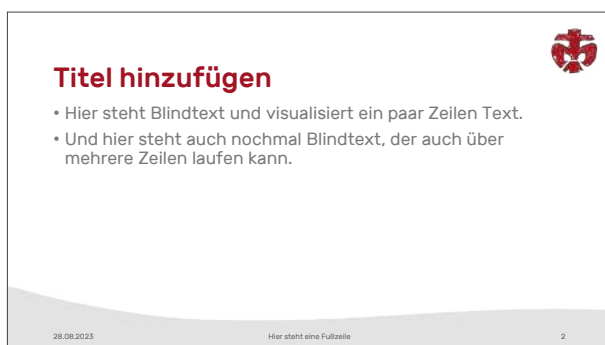 Titel hinzufügen
• Hier steht Blindtext und visualisiert ein paar Zeilen Text.
• Und hier steht auch nochmal Blindtext, der auch über
mehrere Zeilen laufen kann.
28.08.2023 Hier steht eine Fußzeile 2